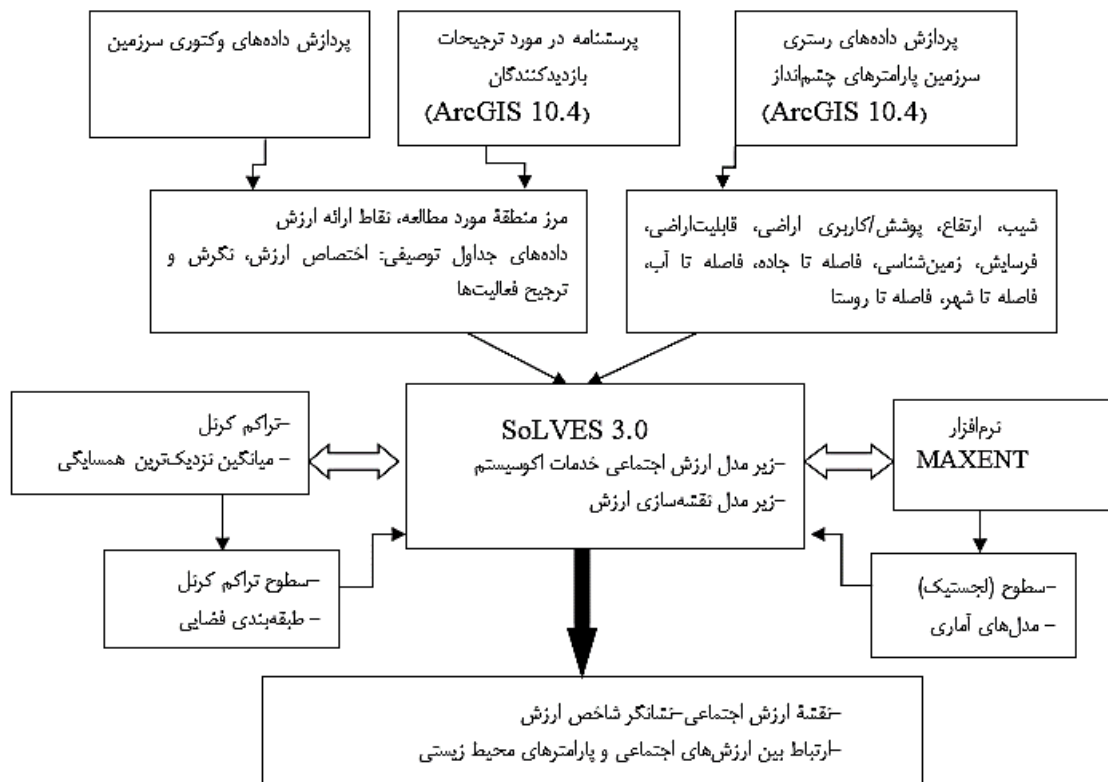 پردازش داده‌های رستری
سرزمین پارامترهای چشم‌انداز
(ArcGIS 10.4)
پرستنامه در مورد ترجیحات
بازدیدکنندگان
(ArcGIS 10.4)
پردازش داده‌های وکتوری سرزمین
شیب، ارتفاع، پوشش/کاربری اراضی، قابلیت‌اراضی،
فرسایش، زمین‌شناسی، فاصله تا جاده، فاصله تا آب،
فاصله تا شهر، فاصله تا روستا
مرز منطقهٔ مورد مطالعه، نقاط ارائه ارزش
داده‌های جداول توصیفی: اختصاص ارزش، نگرش و
ترجیح فعالیت‌ها
نرم‌افزار
MAXENT
SoLVES 3.0
–زیر مدل ارزش اجتماعی خدمات اکوسیستم
–زیر مدل نقشه‌سازی ارزش
–تراکم کرنل
– میانگین نزدیک‌ترین همسایگی
–سطوح (لجستیک)
– مدل‌های آماری
–سطوح تراکم کرنل
– طبقه‌بندی فضایی
–نقشهٔ ارزش اجتماعی–نشانگر شاخص ارزش
–ارتباط بین ارزش‌های اجتماعی و پارامترهای محیط زیستی